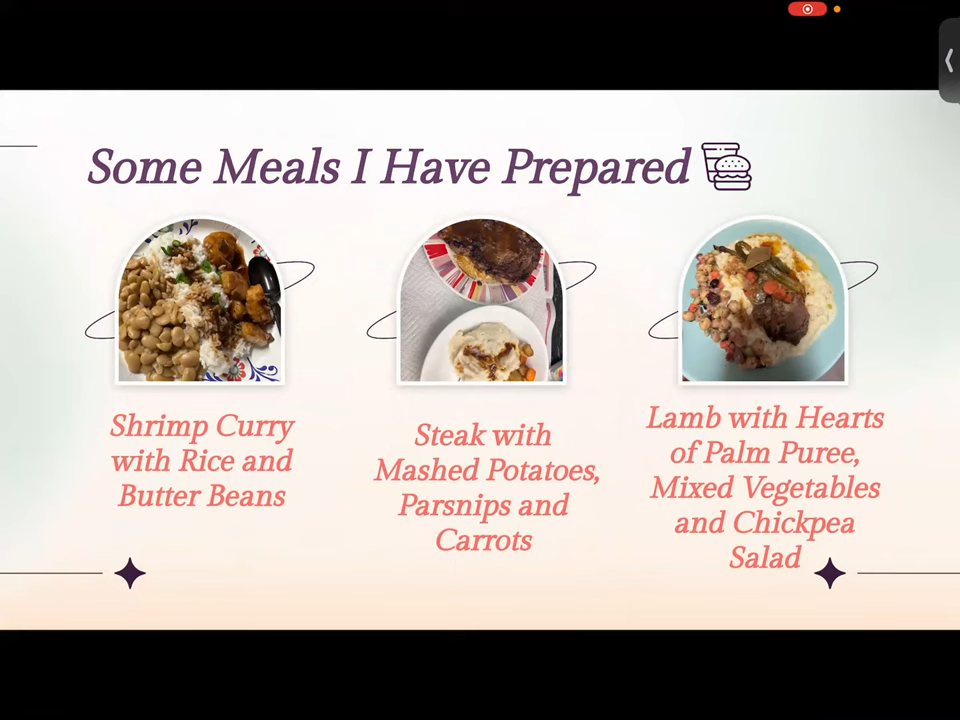 Some Meals I Have Prepared
Shrimp Curry
with Rice and
Butter Beans
Steak with
Mashed Potatoes,
Parsnips and
Carrots
Lamb with Hearts
of Palm Puree,
Mixed Vegetables
and Chickpea
Salad